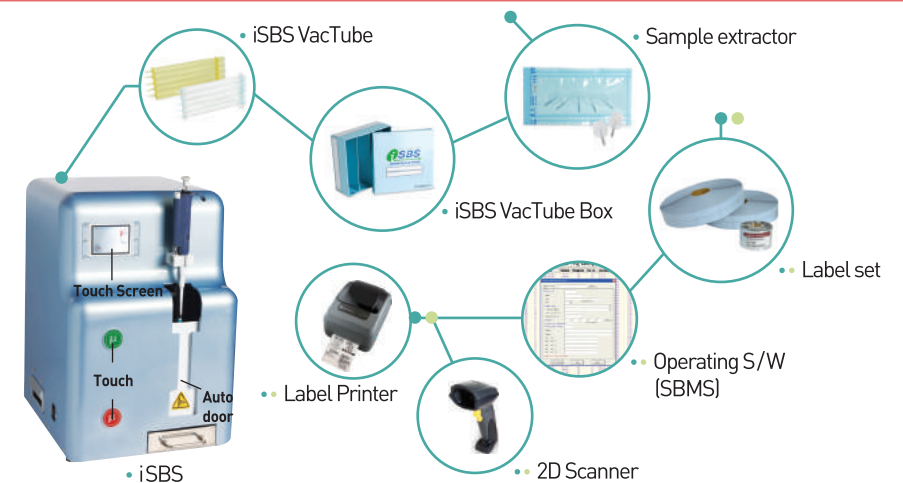 iSBS VacTube
Sample extractor
iSBS
iSBS VacTube Box
Label set
Touch Screen
Touch
Auto
door
Label Printer
Operating S/W
(SBMS)
2D Scanner
iSBS